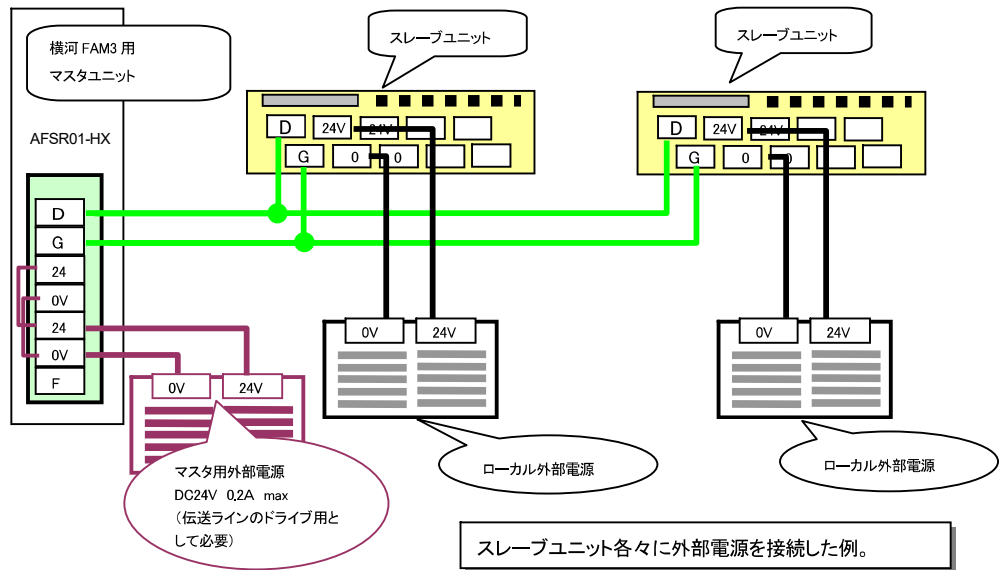 横河 FAM3 用
マスタユニット
AFSR01-HX
D
G
24
0V
24
0V
F
スレーブユニット
D
24V
24V
G
0
0
スレーブユニット
D
24V
24V
G
0
0
0V
24V
ローカル外部電源
0V
24V
ローカル外部電源
0V
24V
マスタ用外部電源
DC24V 0.2A max
（伝送ラインのドライブ用と
して必要）
スレーブユニット各々に外部電源を接続した例。